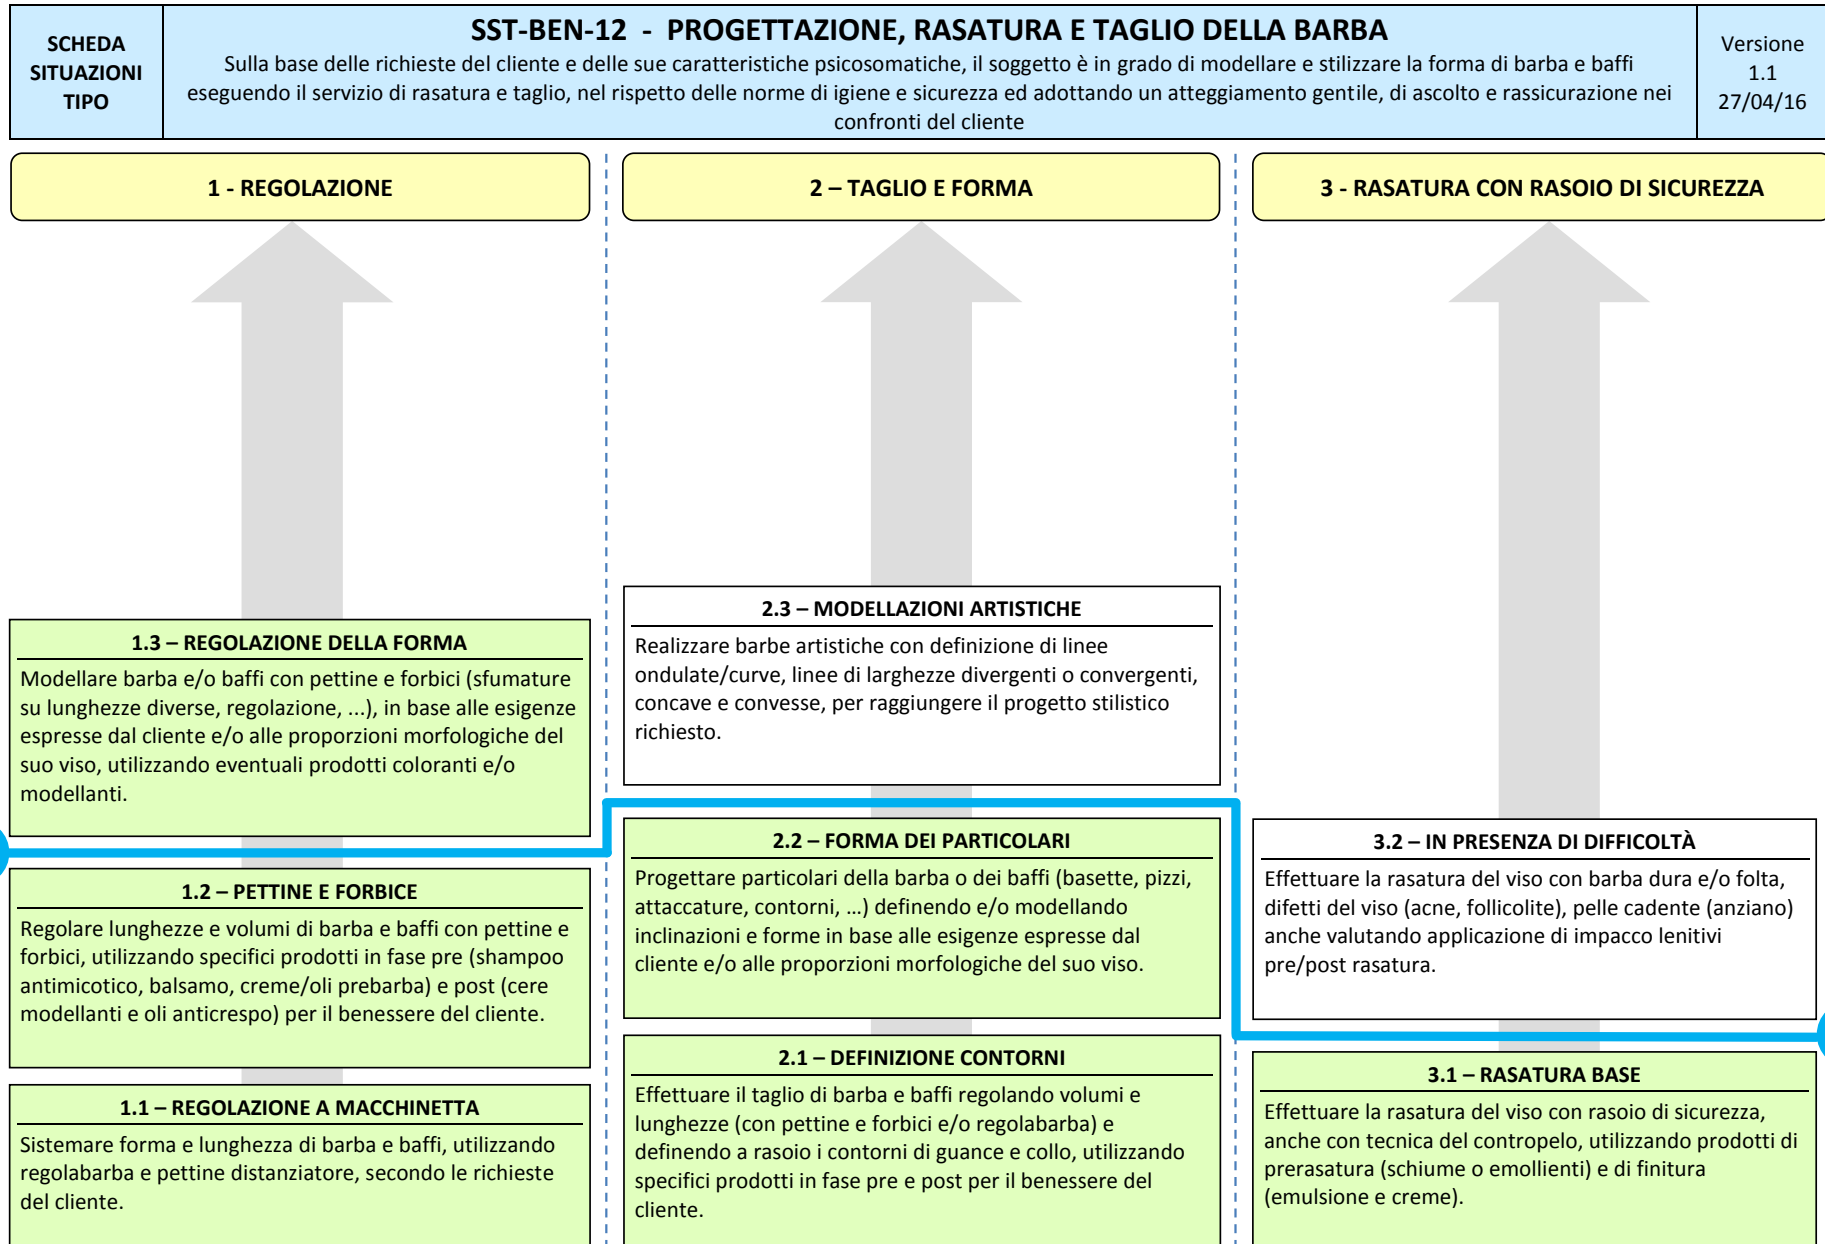 SCHEDA
SITUAZIONI
TIPO
SST-BEN-12 - PROGETTAZIONE, RASATURA E TAGLIO DELLA BARBA
Sulla base delle richieste del cliente e delle sue caratteristiche psicosomatiche, il soggetto è in grado di modellare e stilizzare la forma di barba e baffi
eseguendo il servizio di rasatura e taglio, nel rispetto delle norme di igiene e sicurezza ed adottando un atteggiamento gentile, di ascolto e rassicurazione nei
confronti del cliente
Versione
1.1
27/04/16
1 - REGOLAZIONE
1.3 – REGOLAZIONE DELLA FORMA
Modellare barba e/o baffi con pettine e forbici (sfumature
su lunghezze diverse, regolazione, ...), in base alle esigenze
espresse dal cliente e/o alle proporzioni morfologiche del
suo viso, utilizzando eventuali prodotti coloranti e/o
modellanti.
1.2 – PETTINE E FORBICE
Regolare lunghezze e volumi di barba e baffi con pettine e
forbici, utilizzando specifici prodotti in fase pre (shampoo
antimicotico, balsamo, creme/oli prebarba) e post (cere
modellanti e oli anticrespo) per il benessere del cliente.
1.1 – REGOLAZIONE A MACCHINETTA
Sistemare forma e lunghezza di barba e baffi, utilizzando
regolabarba e pettine distanziatore, secondo le richieste
del cliente.
2 – TAGLIO E FORMA
2.3 – MODELLAZIONI ARTISTICHE
Realizzare barbe artistiche con definizione di linee
ondulate/curve, linee di larghezze divergenti o convergenti,
concave e convesse, per raggiungere il progetto stilistico
richiesto.
2.2 – FORMA DEI PARTICOLARI
Progettare particolari della barba o dei baffi (basette, pizzi,
attaccature, contorni, …) definendo e/o modellando
inclinazioni e forme in base alle esigenze espresse dal
cliente e/o alle proporzioni morfologiche del suo viso.
2.1 – DEFINIZIONE CONTORNI
Effettuare il taglio di barba e baffi regolando volumi e
lunghezze (con pettine e forbici e/o regolabarba) e
definendo a rasoio i contorni di guance e collo, utilizzando
specifici prodotti in fase pre e post per il benessere del
cliente.
3 - RASATURA CON RASOIO DI SICUREZZA
3.2 – IN PRESENZA DI DIFFICOLTÀ
Effettuare la rasatura del viso con barba dura e/o folta,
difetti del viso (acne, follicolite), pelle cadente (anziano)
anche valutando applicazione di impacco lenitivi
pre/post rasatura.
3.1 – RASATURA BASE
Effettuare la rasatura del viso con rasoio di sicurezza,
anche con tecnica del contropelo, utilizzando prodotti di
prerasatura (schiume o emollienti) e di finitura
(emulsione e creme).